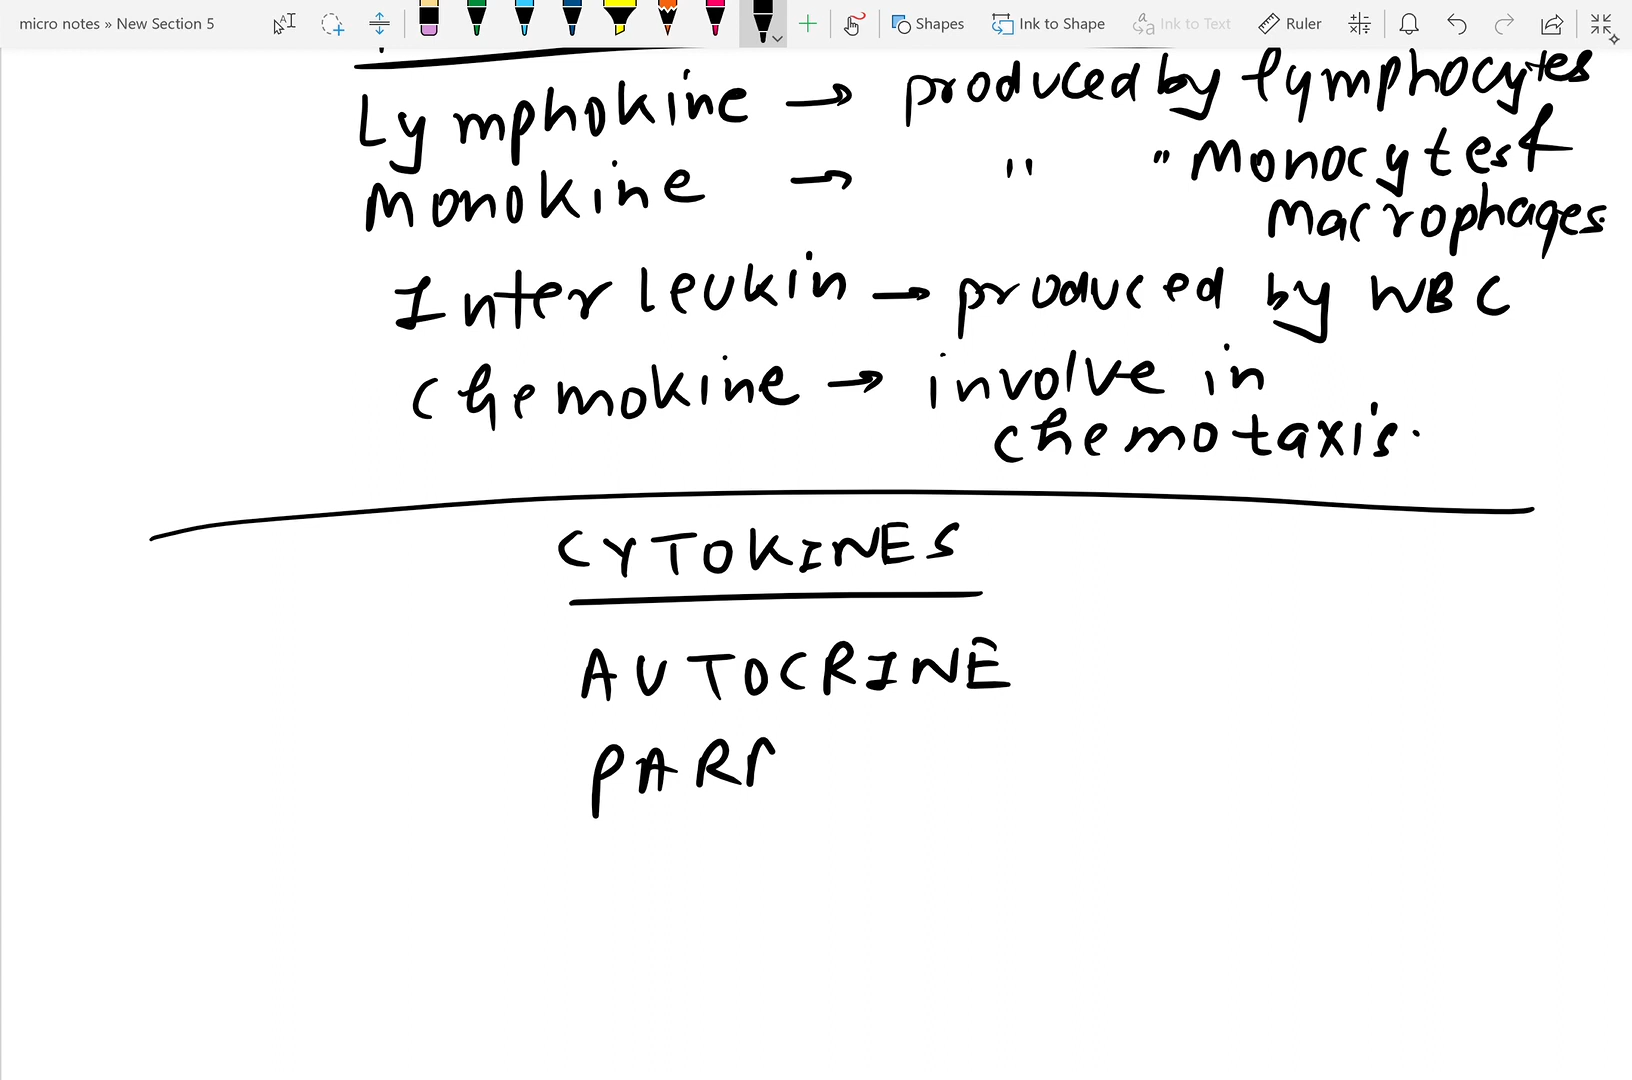 micro notes » New Section 5
Shapes
Ink to Shape
Ink to Text
Ruler
Lymphokine → produced by lymphocytes
Monokine → " " Monocytes &
Macrophages.
Interleukin → produced by WBC
Chemokine → involve in
chemotaxis.
CYTOKINES
AUTOCRINE
PAR